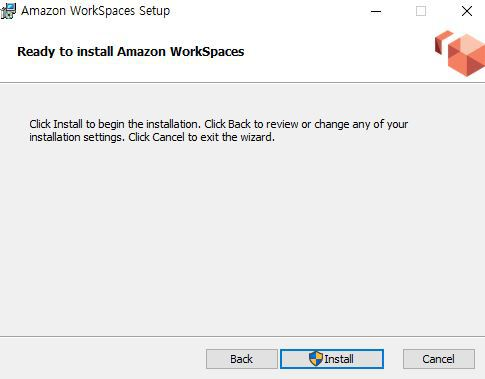 Amazon WorkSpaces Setup
Ready to install Amazon WorkSpaces
Click Install to begin the installation. Click Back to review or change any of your
installation settings. Click Cancel to exit the wizard.
Back
Install
Cancel